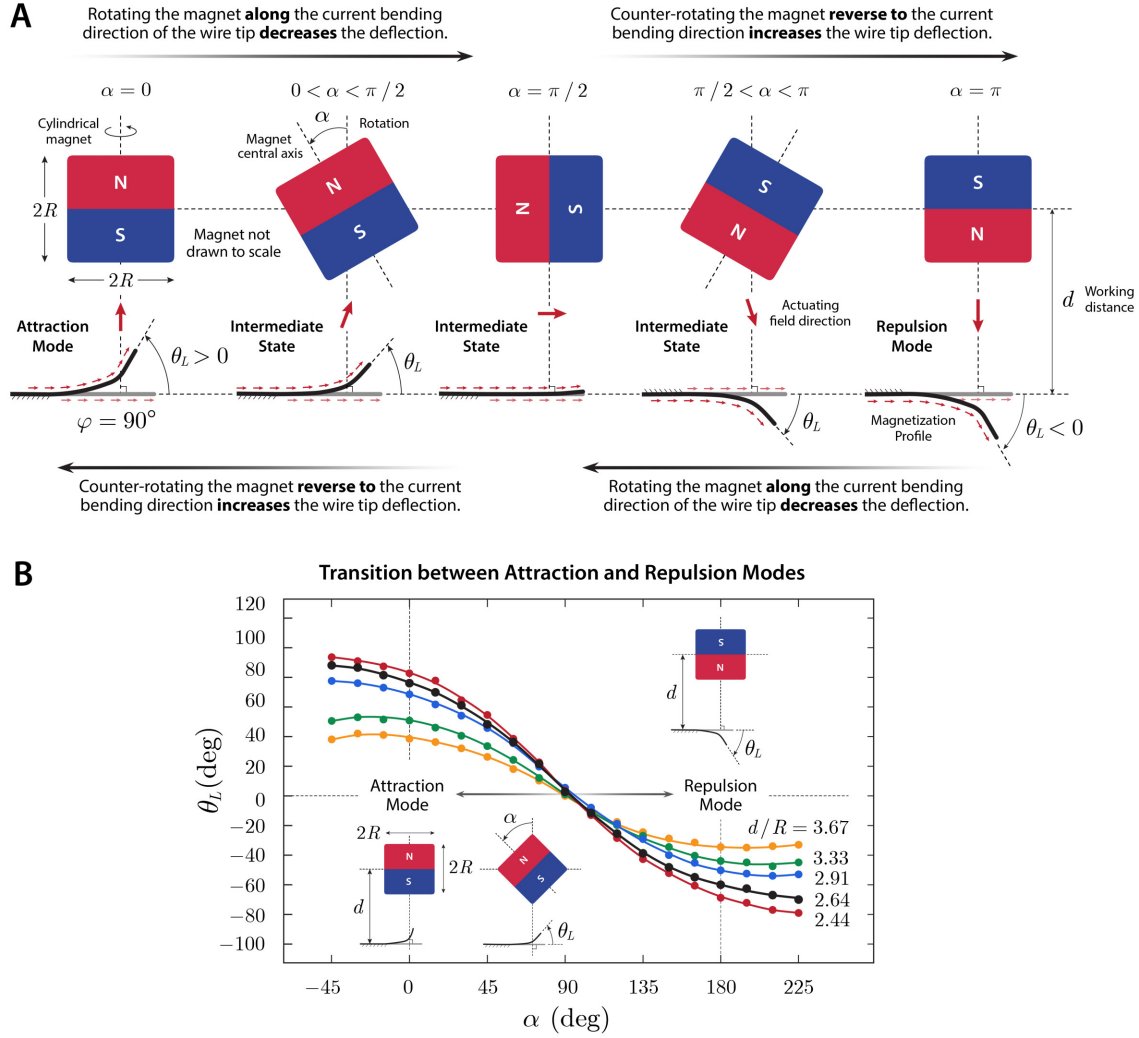 A
Rotating the magnet along the current bending
direction of the wire tip decreases the deflection.
Counter-rotating the magnet reverse to the current
bending direction increases the wire tip deflection.
α = 0
0 < α < π / 2
α = π / 2
π / 2 < α < π
α = π
Cylindrical
magnet
Magnet
central axis
α
Rotation
N
S
2R
2R
Magnet not
drawn to scale
N
S
N
S
S
N
S
N
d
Working
distance
Attraction
Mode
θL > 0
φ = 90°
Intermediate
State
θL
Intermediate
State
Intermediate
State
Actuating
field direction
θL
Repulsion
Mode
Magnetization
Profile
θL < 0
Counter-rotating the magnet reverse to the current
bending direction increases the wire tip deflection.
Rotating the magnet along the current bending
direction of the wire tip decreases the deflection.
B
Transition between Attraction and Repulsion Modes
θL (deg)
120
100
80
60
40
20
0
−20
−40
−60
−80
−100
S
N
d
θL
Attraction
Mode
Repulsion
Mode
2R
N
S
2R
d
α
N
S
θL
d/R = 3.67
3.33
2.91
2.64
2.44
−45
0
45
90
135
180
225
α (deg)